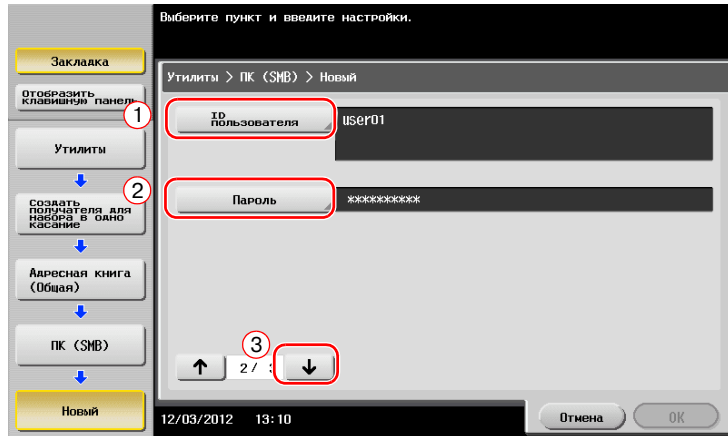 Выберите пункт и введите настройки.
Закладка
Отобразить
клавишную панель
Утилиты > ПК (SMB) > Новый
1
ID
пользователя
user01
Утилиты
2
Создать
получателя для
набора в одно
касание
Пароль
**********
Адресная книга
(Общая)
ПК (SMB)
3
↑
2/ 3
↓
Новый
12/03/2012 13:10
Отмена
OK